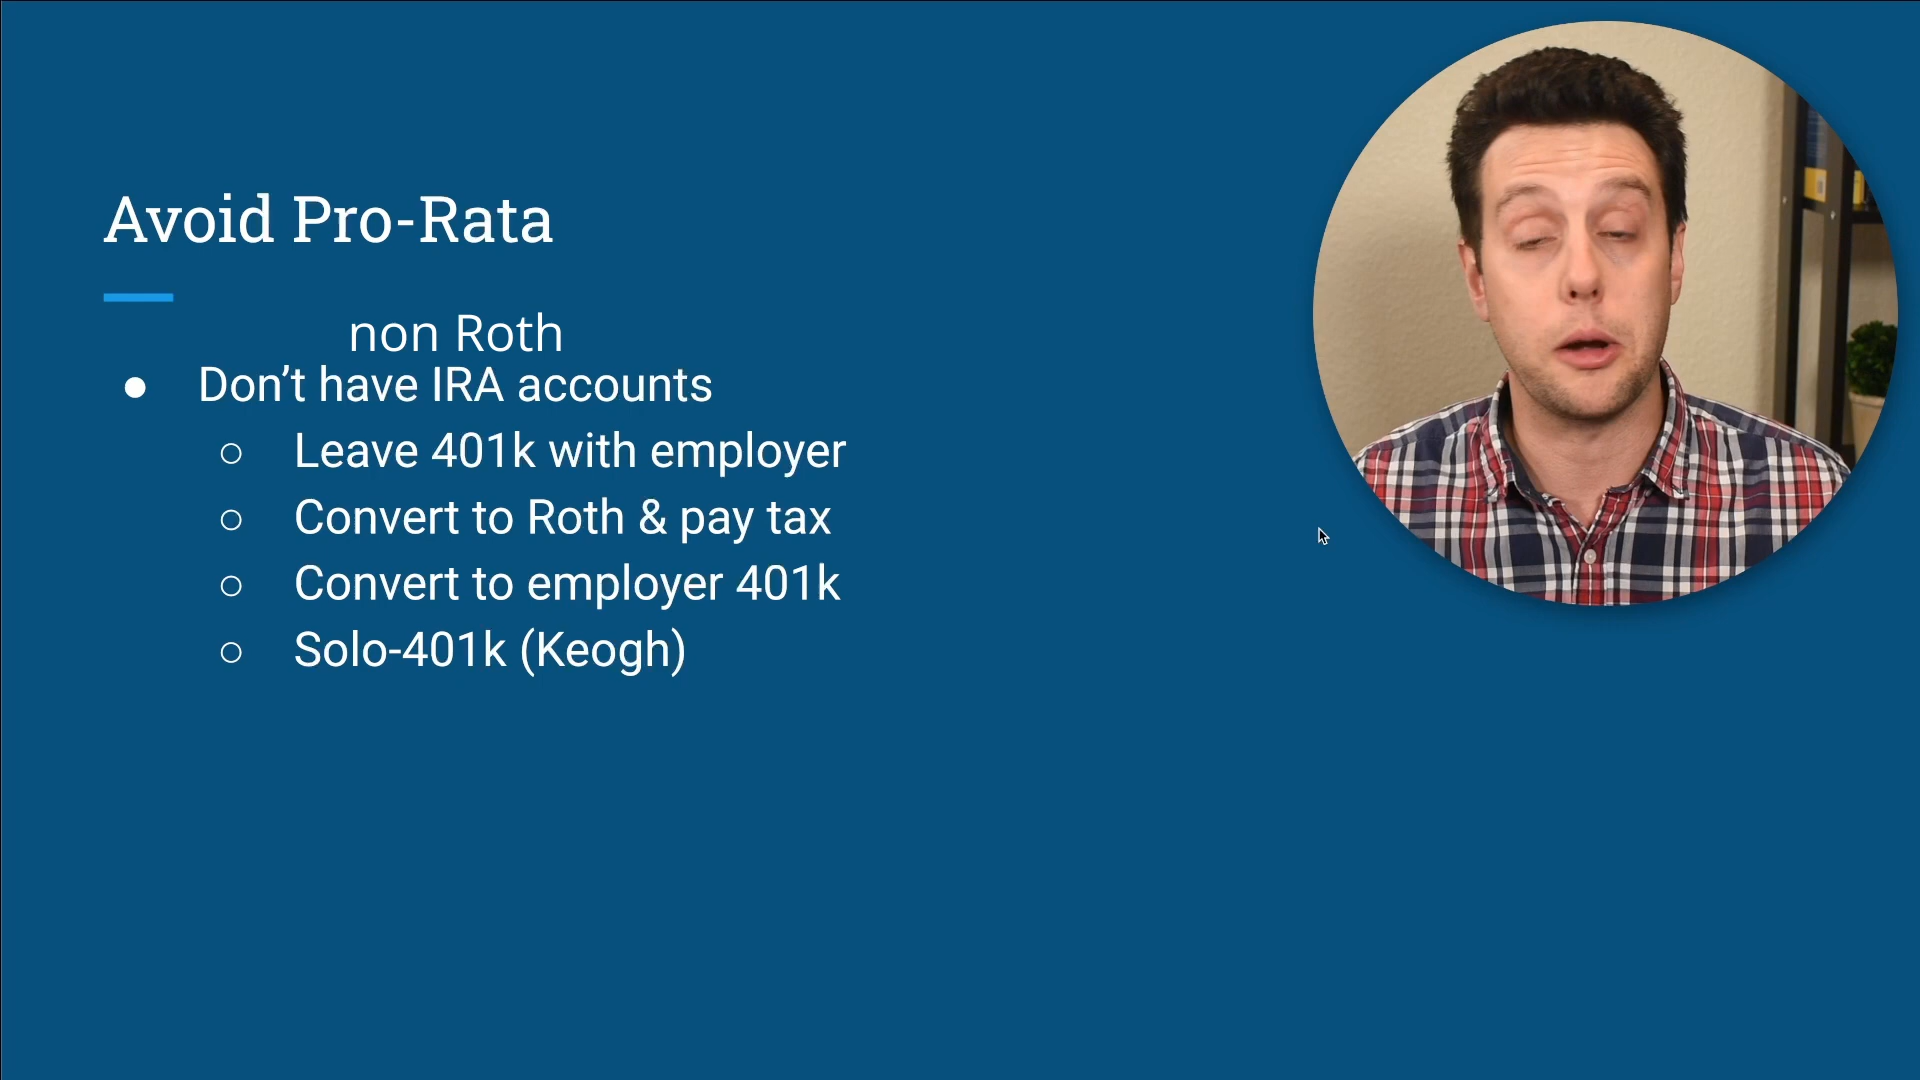 Avoid Pro-Rata
non Roth
● Don’t have IRA accounts
○ Leave 401k with employer
○ Convert to Roth & pay tax
○ Convert to employer 401k
○ Solo-401k (Keogh)